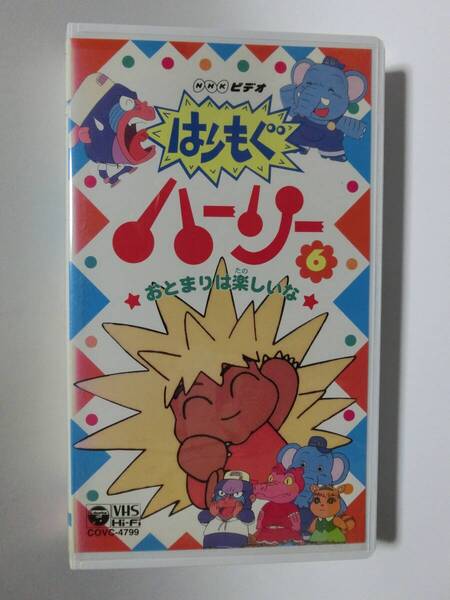 NHKビデオ
はりもぐ
ハーリー
6
たの
おとまりは楽しいな
VHS
Hi-Fi
COVC-4799